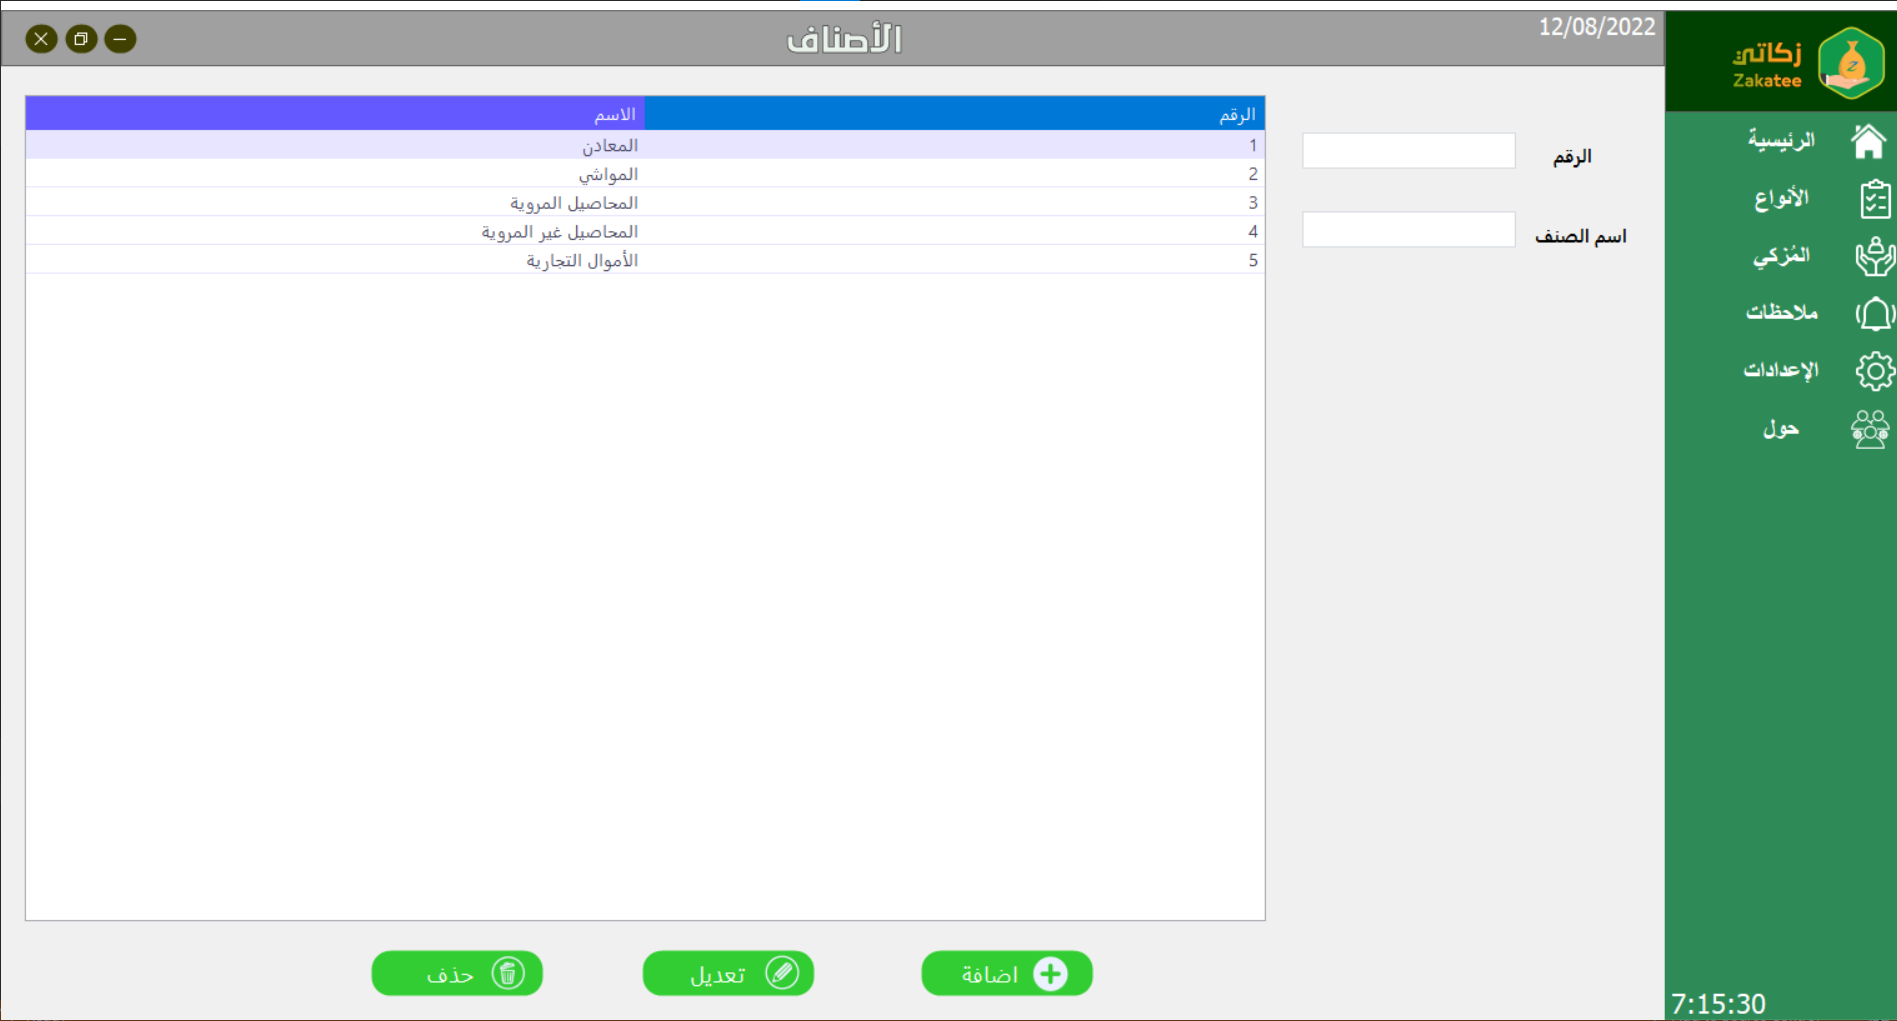 زكاتي
Zakatee
12/08/2022
الأصناف
الرئيسية
الأنواع
المُزكي
ملاحظات
الإعدادات
حول
الرقم
اسم الصنف
الرقم الاسم
1 المعادن
2 المواشي
3 المحاصيل المروية
4 المحاصيل غير المروية
5 الأموال التجارية
اضافة
تعديل
حذف
7:15:30